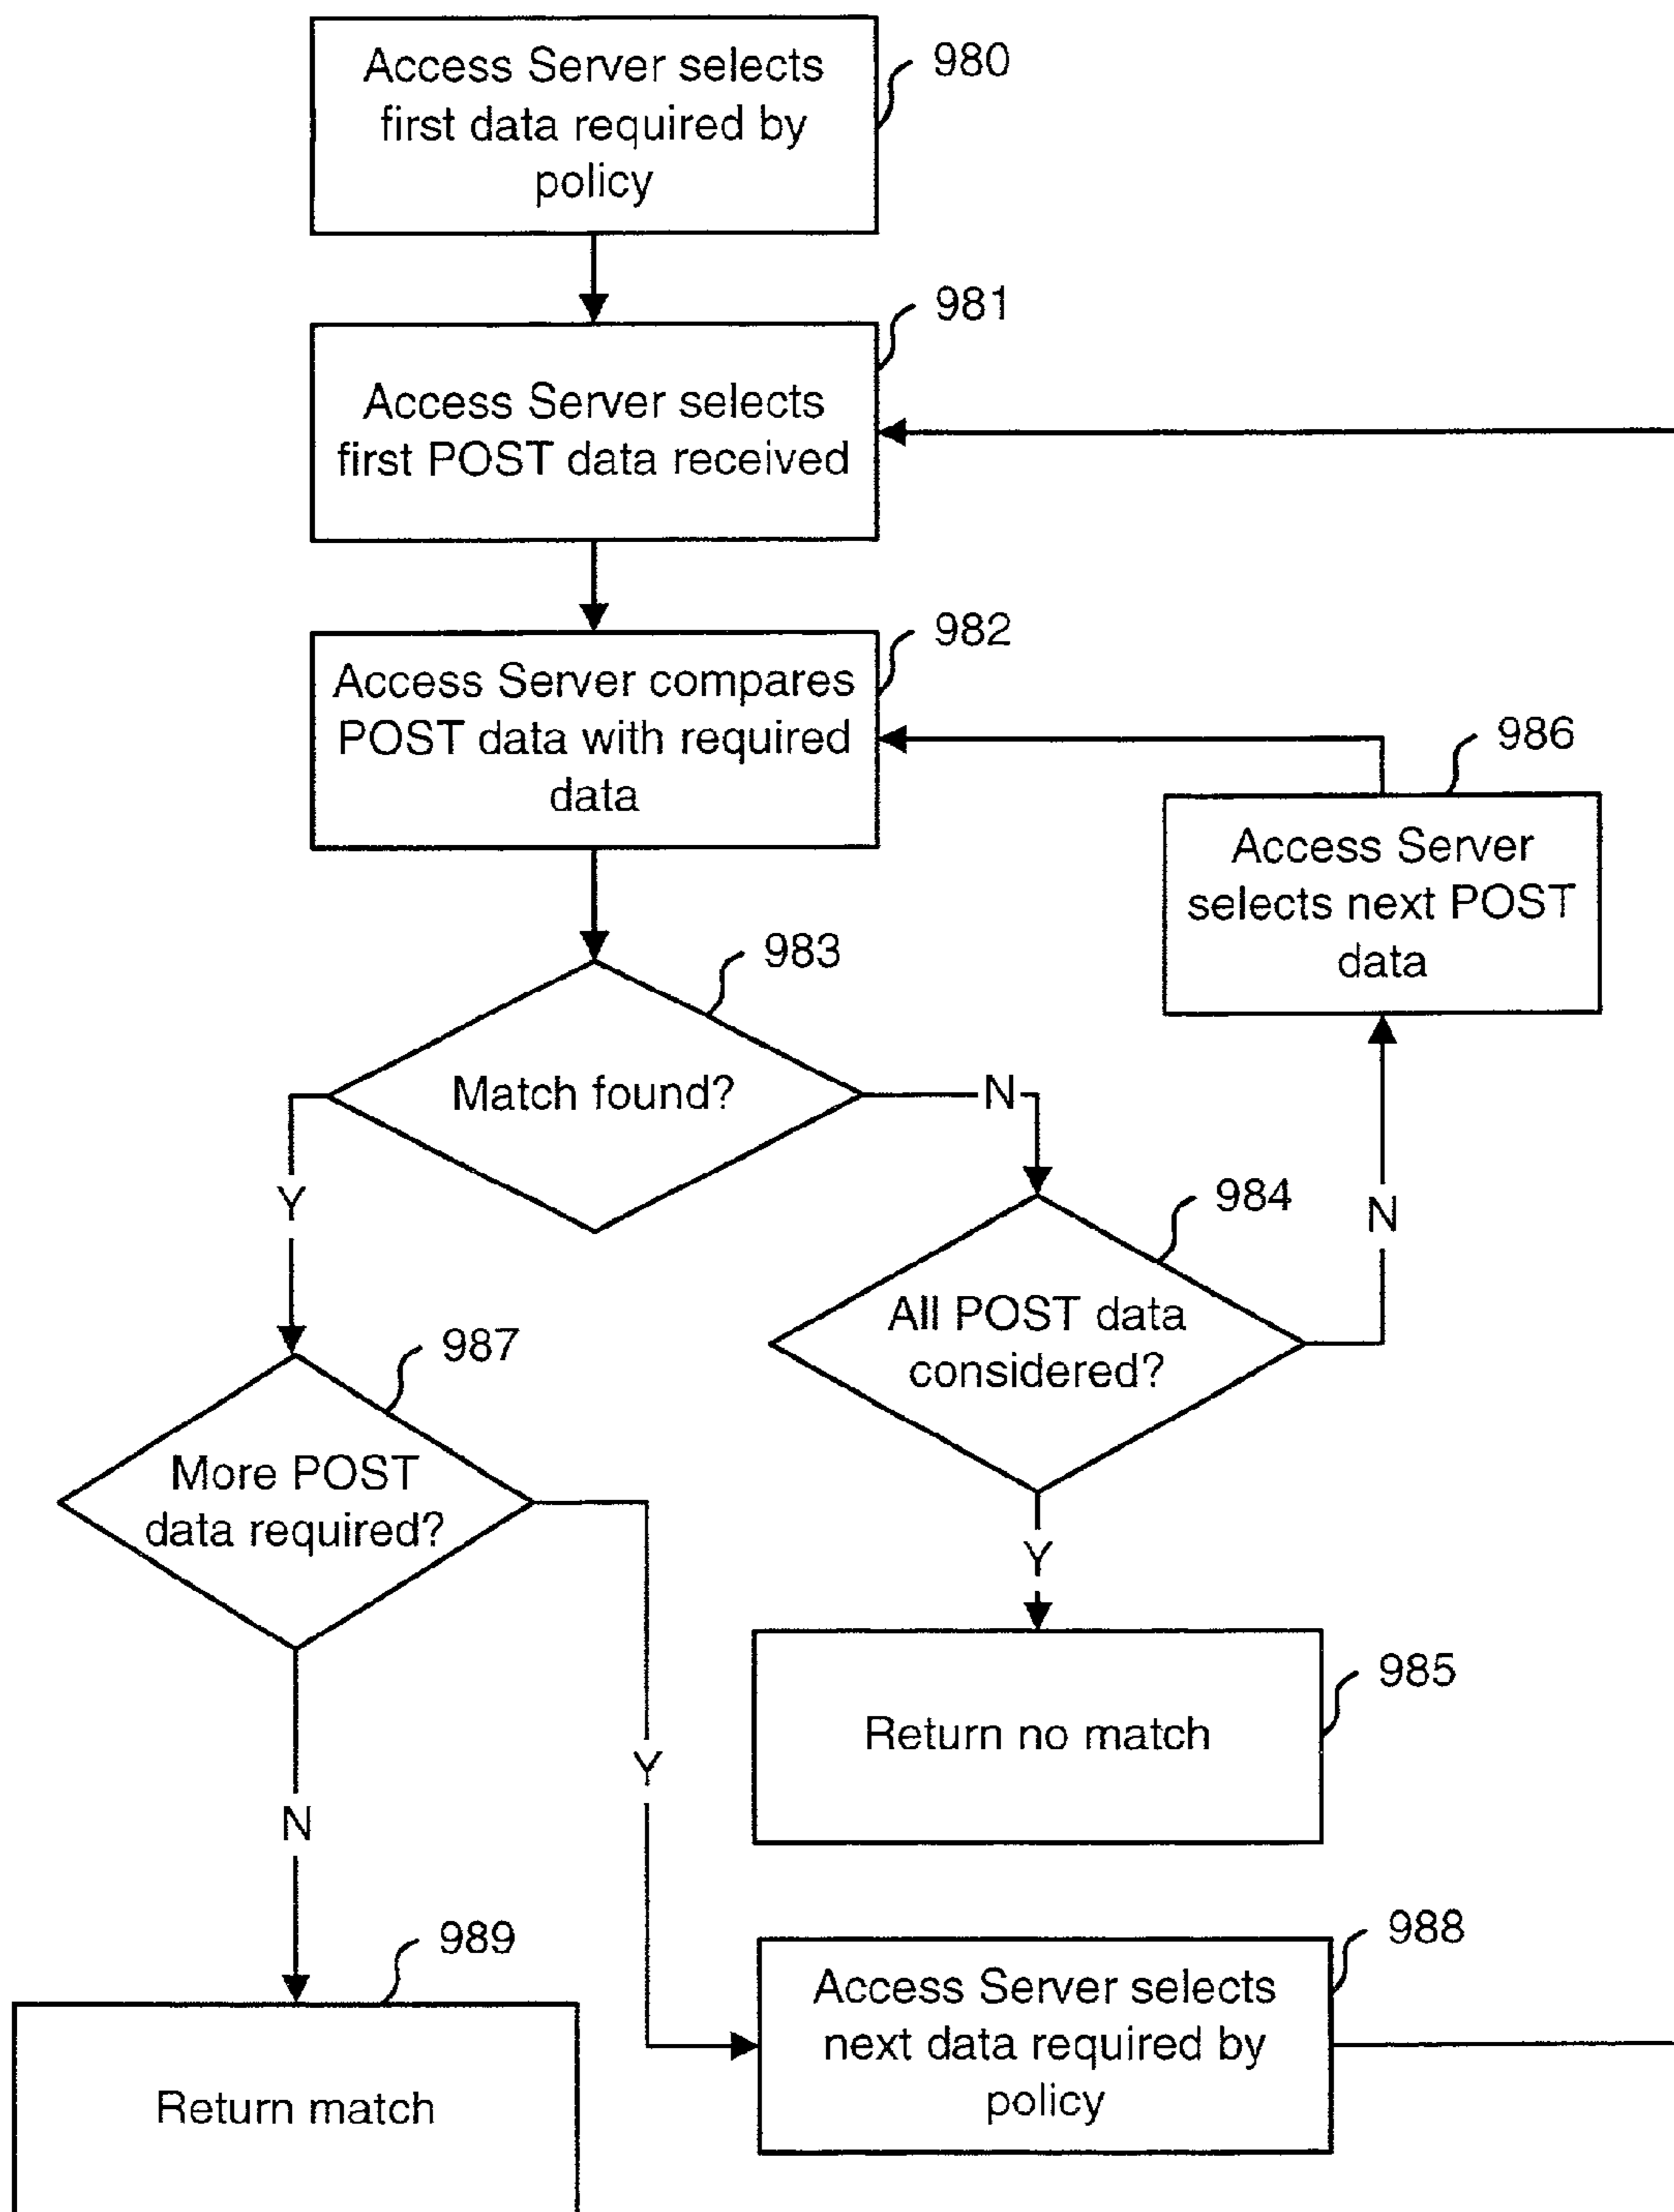 Access Server selects
first data required by
policy
980
Access Server selects
first POST data received
981
Access Server compares
POST data with required
data
982
Access Server
selects next POST
data
986
Match found?
983
N
Y
All POST data
considered?
984
N
More POST
data required?
987
Y
Return no match
985
Y
N
Access Server selects
next data required by
policy
988
Return match
989